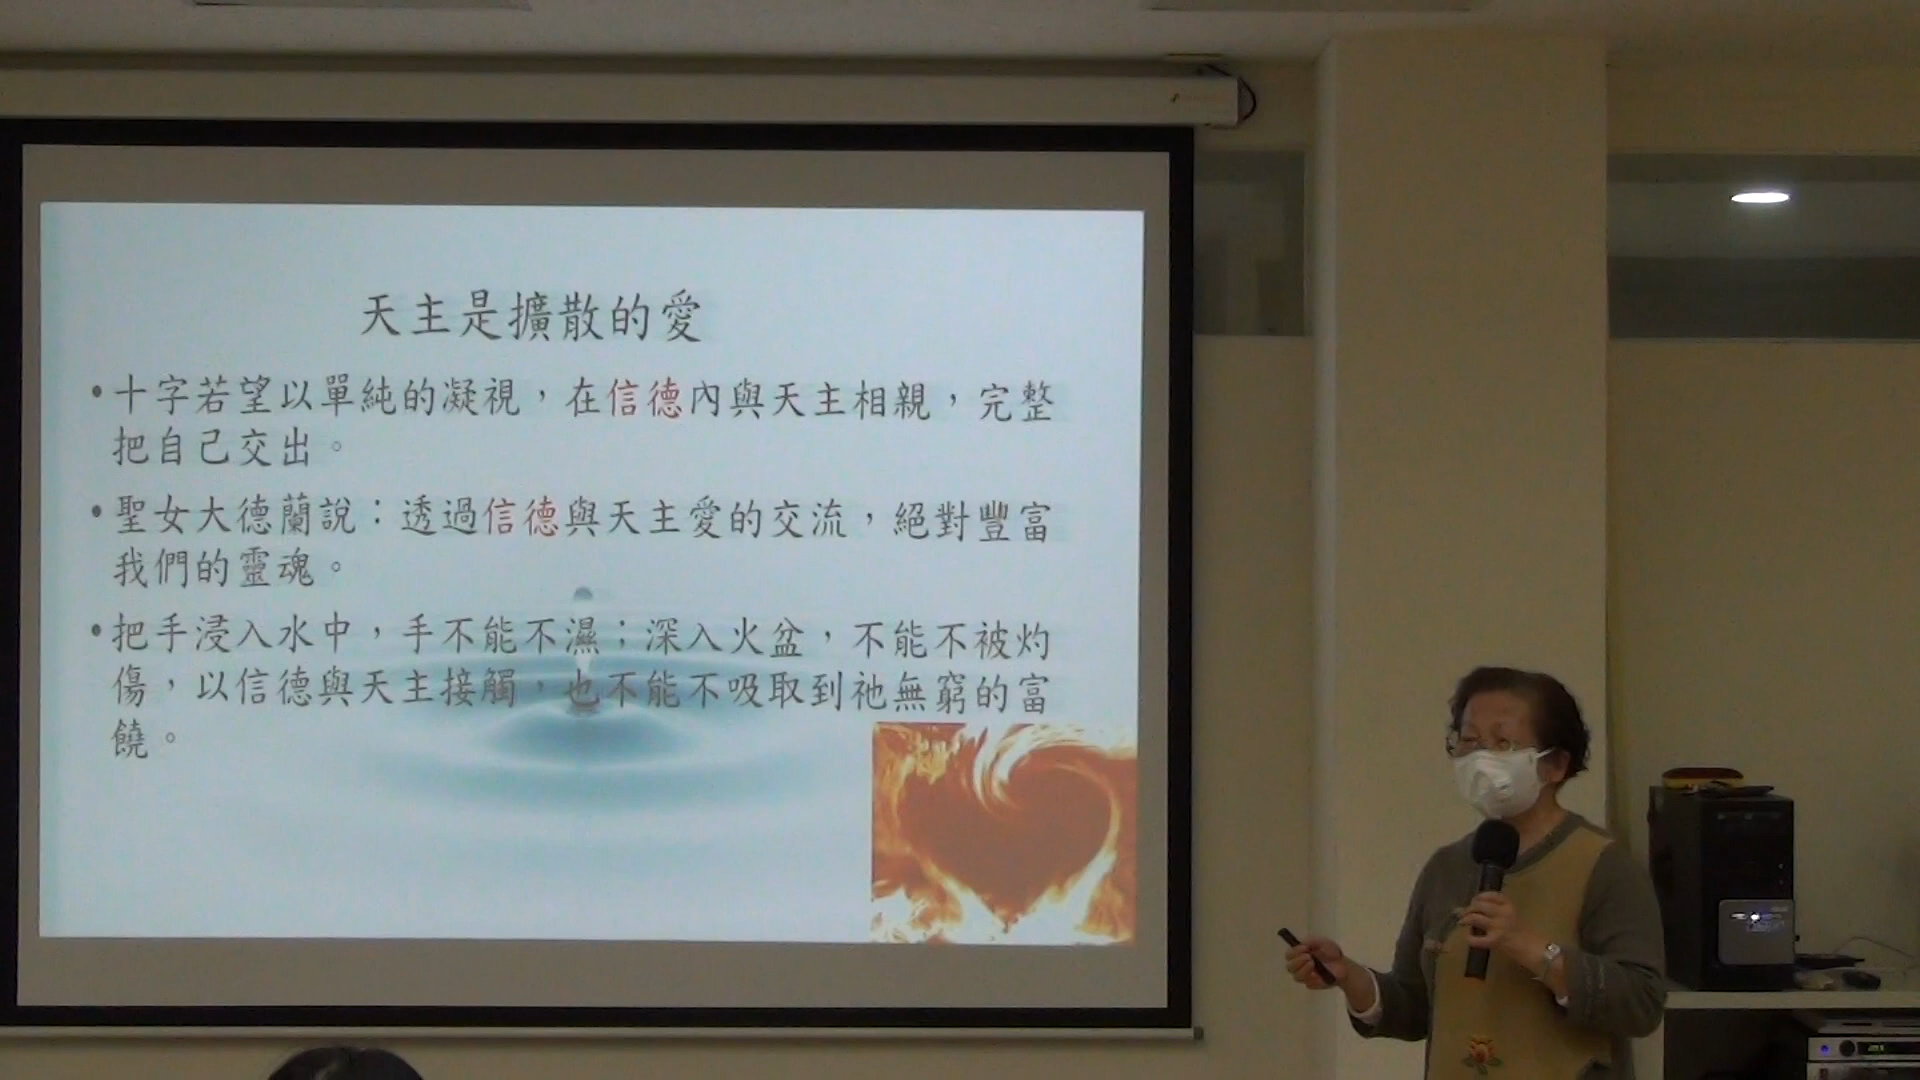 天主是擴散的愛
•十字若望以單純的凝視，在信德內與天主相親，完整
把自己交出。
•聖女大德蘭說：透過信德與天主愛的交流，絕對豐富
我們的靈魂。
•把手浸入水中，手不能不濕；深入火盆，不能不被灼
傷，以信德與天主接觸，也不能不吸取到祂無窮的富
饒。